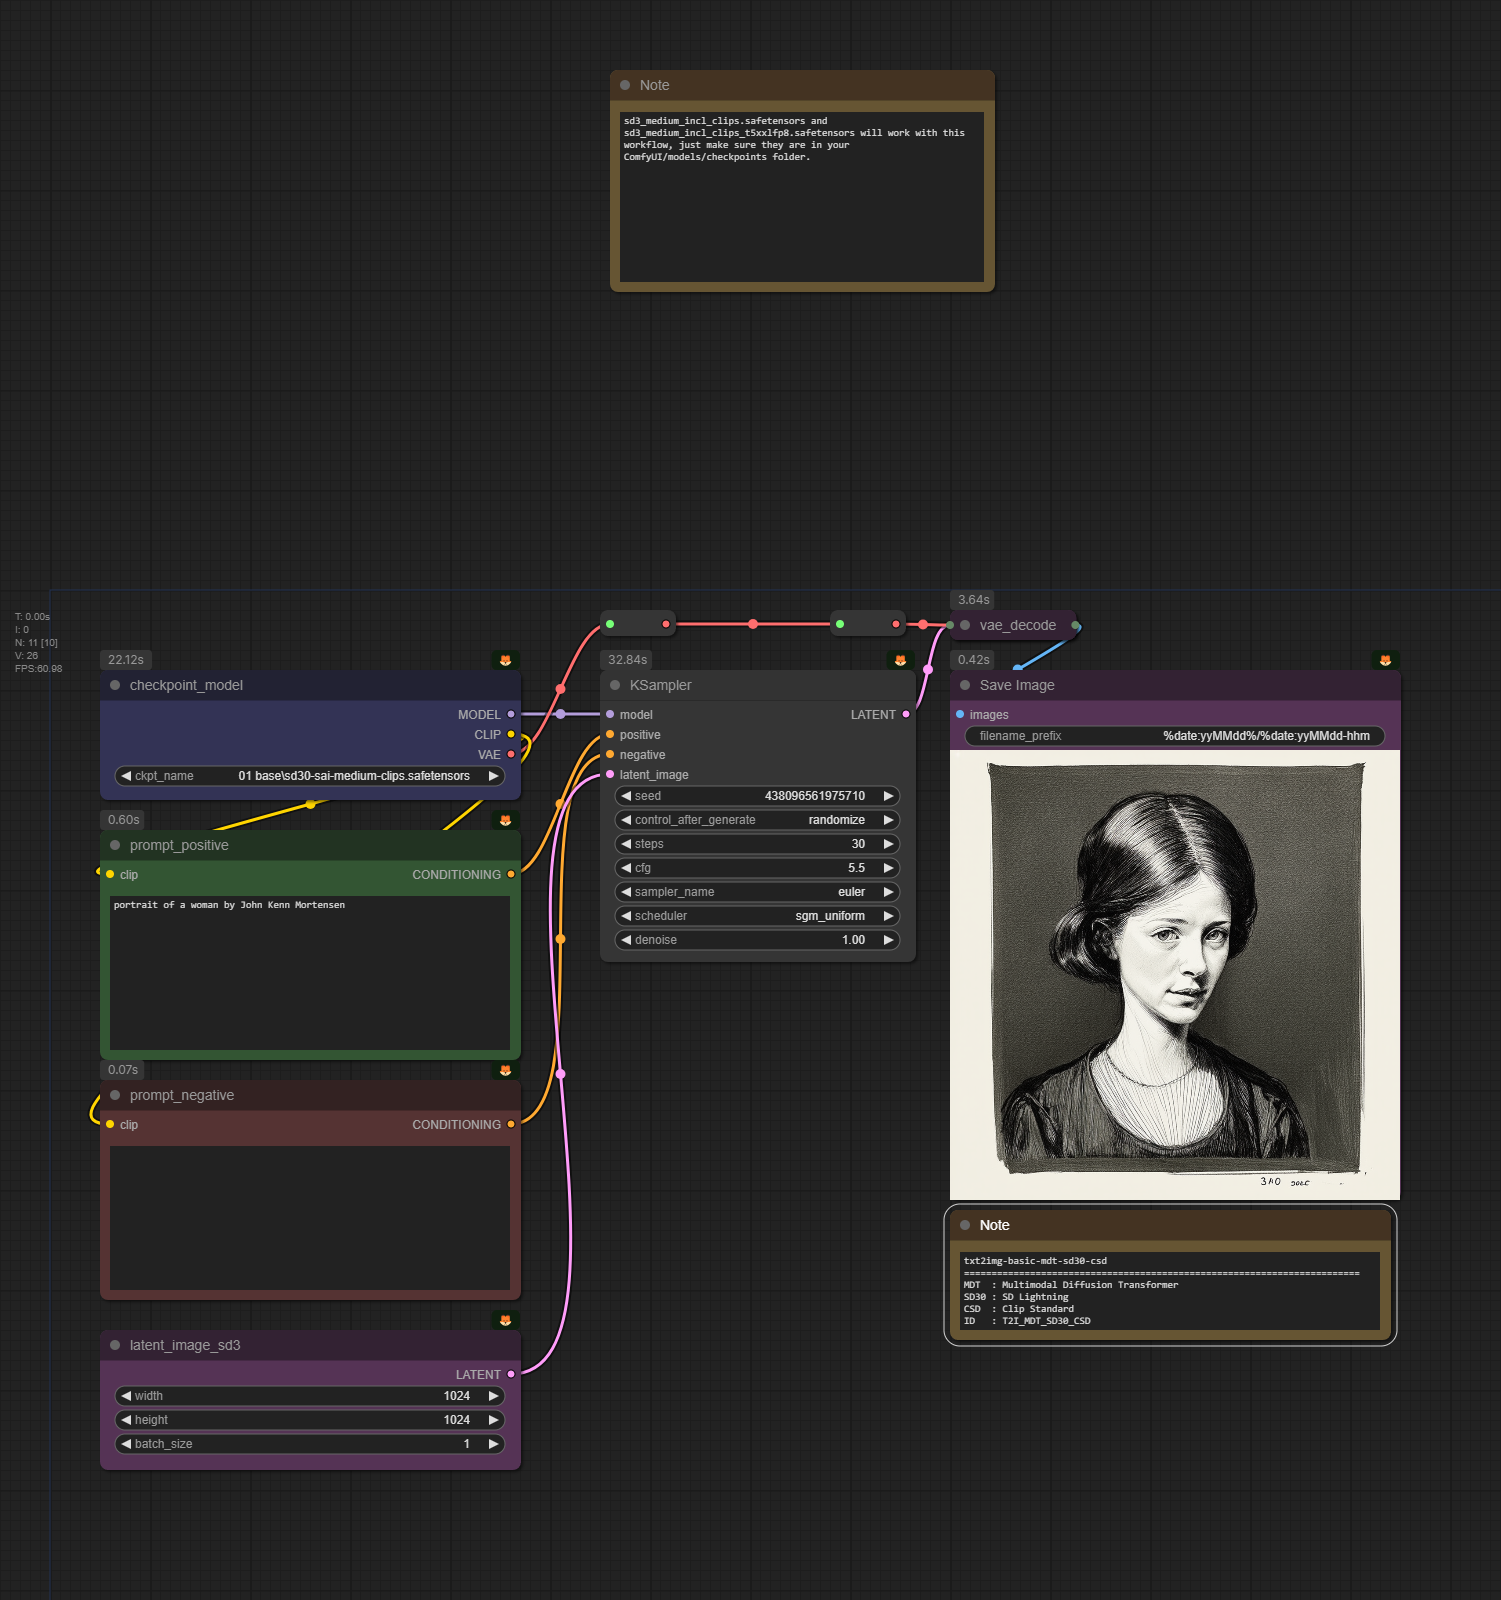 Note
sd3_medium_incl_clips.safetensors and
sd3_medium_incl_clips_t5xxlfp8.safetensors will work with this
workflow, just make sure they are in your
ComfyUI/models/checkpoints folder.
T: 0.00s
I: 0
N: 11 [10]
V: 26
FPS:60.98
22.12s
checkpoint_model
MODEL
CLIP
VAE
ckpt_name 01 base\sd30-sai-medium-clips.safetensors
0.60s
prompt_positive
clip CONDITIONING
portrait of a woman by John Kenn Mortensen
0.07s
prompt_negative
clip CONDITIONING
latent_image_sd3
LATENT
width 1024
height 1024
batch_size 1
32.84s
KSampler
model LATENT
positive
negative
latent_image
seed 438096561975710
control_after_generate randomize
steps 30
cfg 5.5
sampler_name euler
scheduler sgm_uniform
denoise 1.00
3.64s
vae_decode
0.42s
Save Image
images
filename_prefix %date:yyMMdd%/%date:yyMMdd-hhm
Note
txt2img-basic-mdt-sd30-csd
========================================================================
MDT : Multimodal Diffusion Transformer
SD30 : SD Lightning
CSD : Clip Standard
ID : T2I_MDT_SD30_CSD